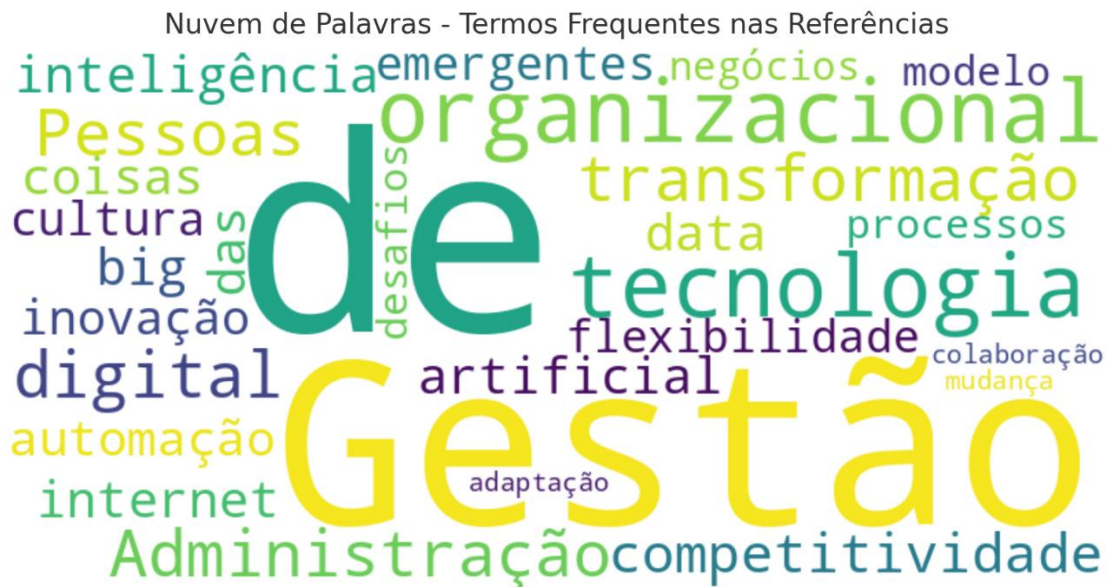 Nuvem de Palavras - Termos Frequentes nas Referências
inteligência
emergentes
negócios
modelo
Pessoas
organizacional
coisas
de
desafios
transformação
cultura
das
data
processos
big
tecnologia
inovação
flexibilidade
digital
artificial
colaboração
mudança
automação
Gestão
internet
adaptação
Administração
competitividade